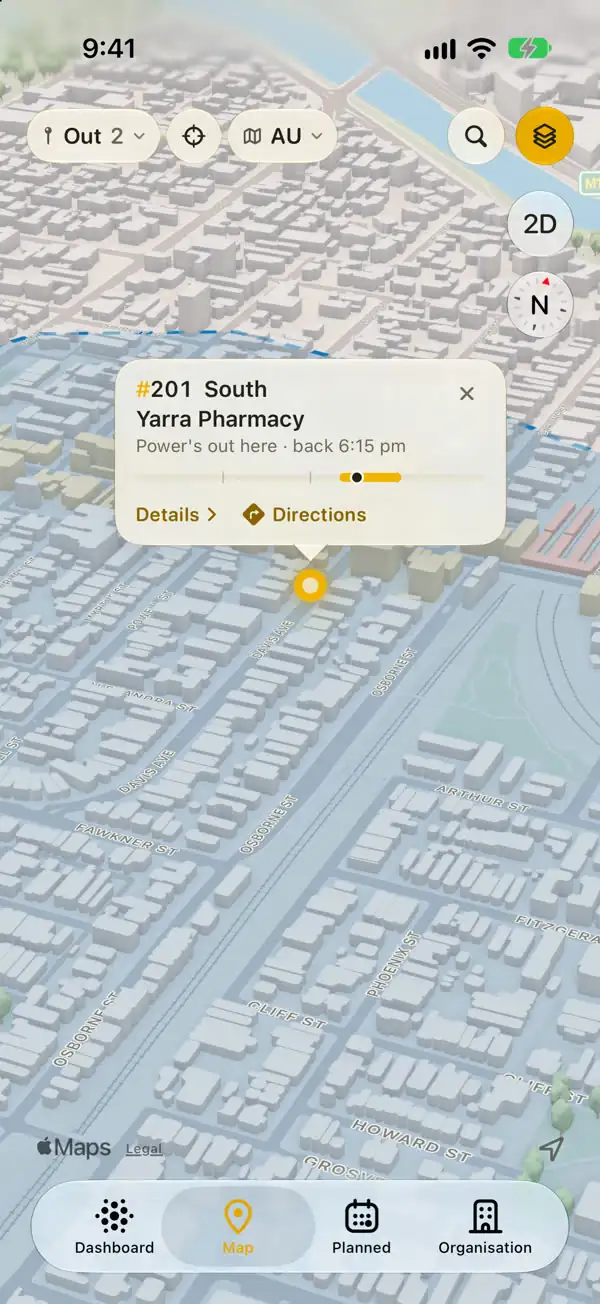 9:41
Out 2
AU
2D
N
#201 South
Yarra Pharmacy
Power's out here · back 6:15 pm
Details
Directions
DAVIS AVE
OSBORNE ST
DAVIS AVE
ARTHUR ST
OSBORNE ST
FAWKNER ST
PHOENIX ST
CLIFF ST
OSBORNE ST
CLIFF ST
HOWARD ST
Maps
Legal
Dashboard
Map
Planned
Organisation